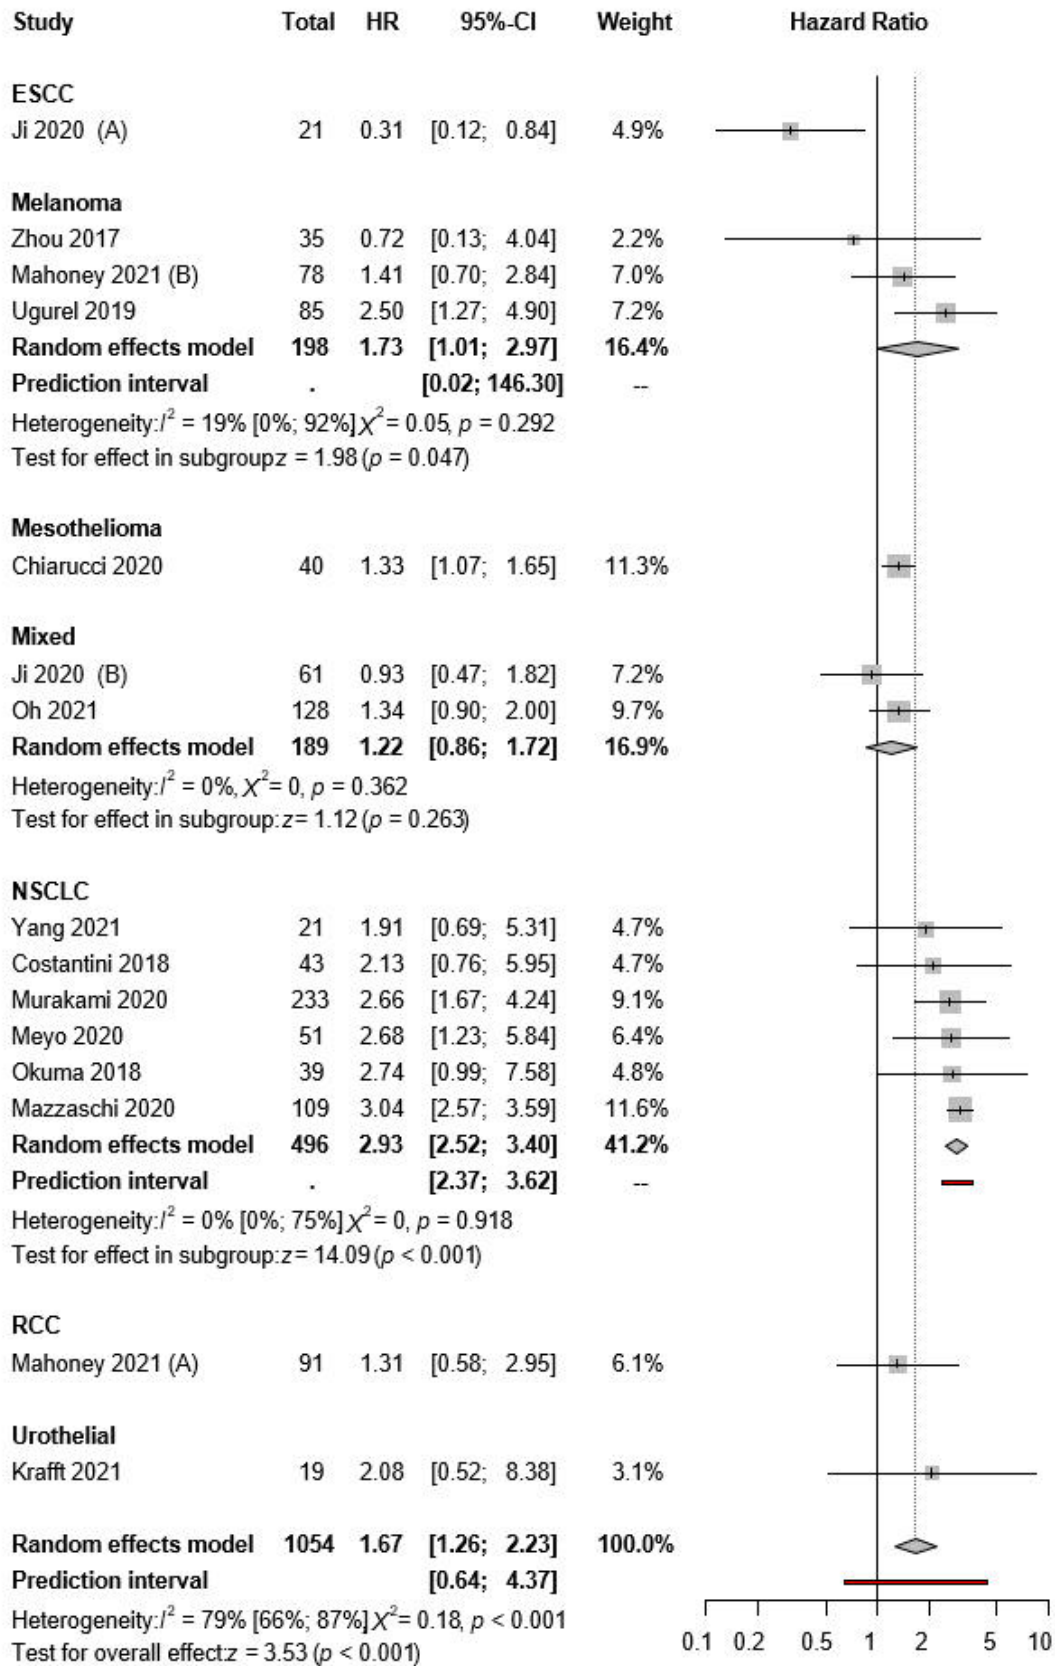 Study Total HR 95%-CI Weight Hazard Ratio
ESCC
Ji 2020 (A) 21 0.31 [0.12; 0.84] 4.9%
Melanoma
Zhou 2017 35 0.72 [0.13; 4.04] 2.2%
Mahoney 2021 (B) 78 1.41 [0.70; 2.84] 7.0%
Ugurel 2019 85 2.50 [1.27; 4.90] 7.2%
Random effects model 198 1.73 [1.01; 2.97] 16.4%
Prediction interval . [0.02; 146.30] --
Heterogeneity: I² = 19% [0%; 92%] χ² = 0.05, p = 0.292
Test for effect in subgroup z = 1.98 (p = 0.047)
Mesothelioma
Chiarucci 2020 40 1.33 [1.07; 1.65] 11.3%
Mixed
Ji 2020 (B) 61 0.93 [0.47; 1.82] 7.2%
Oh 2021 128 1.34 [0.90; 2.00] 9.7%
Random effects model 189 1.22 [0.86; 1.72] 16.9%
Heterogeneity: I² = 0%, χ² = 0, p = 0.362
Test for effect in subgroup: z = 1.12 (p = 0.263)
NSCLC
Yang 2021 21 1.91 [0.69; 5.31] 4.7%
Costantini 2018 43 2.13 [0.76; 5.95] 4.7%
Murakami 2020 233 2.66 [1.67; 4.24] 9.1%
Meyo 2020 51 2.68 [1.23; 5.84] 6.4%
Okuma 2018 39 2.74 [0.99; 7.58] 4.8%
Mazzaschi 2020 109 3.04 [2.57; 3.59] 11.6%
Random effects model 496 2.93 [2.52; 3.40] 41.2%
Prediction interval . [2.37; 3.62] --
Heterogeneity: I² = 0% [0%; 75%] χ² = 0, p = 0.918
Test for effect in subgroup: z = 14.09 (p < 0.001)
RCC
Mahoney 2021 (A) 91 1.31 [0.58; 2.95] 6.1%
Urothelial
Krafft 2021 19 2.08 [0.52; 8.38] 3.1%
Random effects model 1054 1.67 [1.26; 2.23] 100.0%
Prediction interval [0.64; 4.37]
Heterogeneity: I² = 79% [66%; 87%] χ² = 0.18, p < 0.001
Test for overall effect: z = 3.53 (p < 0.001)
0.1 0.2 0.5 1 2 5 10